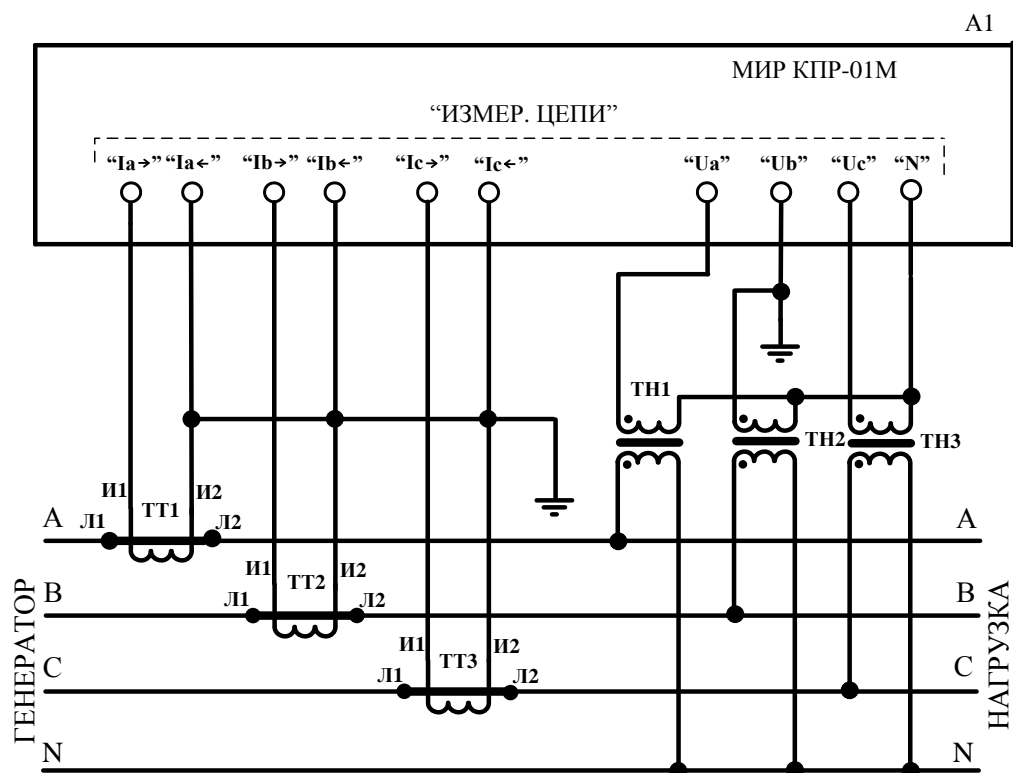 A1
МИР КПР-01М
“ИЗМЕР. ЦЕПИ”
“Ia→” “Ia←” “Ib→” “Ib←” “Ic→” “Ic←” “Ua” “Ub” “Uc” “N”
ТН1
ТН2 ТН3
И1 ТТ1 И2
A Л1 Л2 A
И1 ТТ2 И2
B Л1 Л2 B
И1 ТТ3 И2
C Л1 Л2 C
ГЕНЕРАТОР
НАГРУЗКА
N N